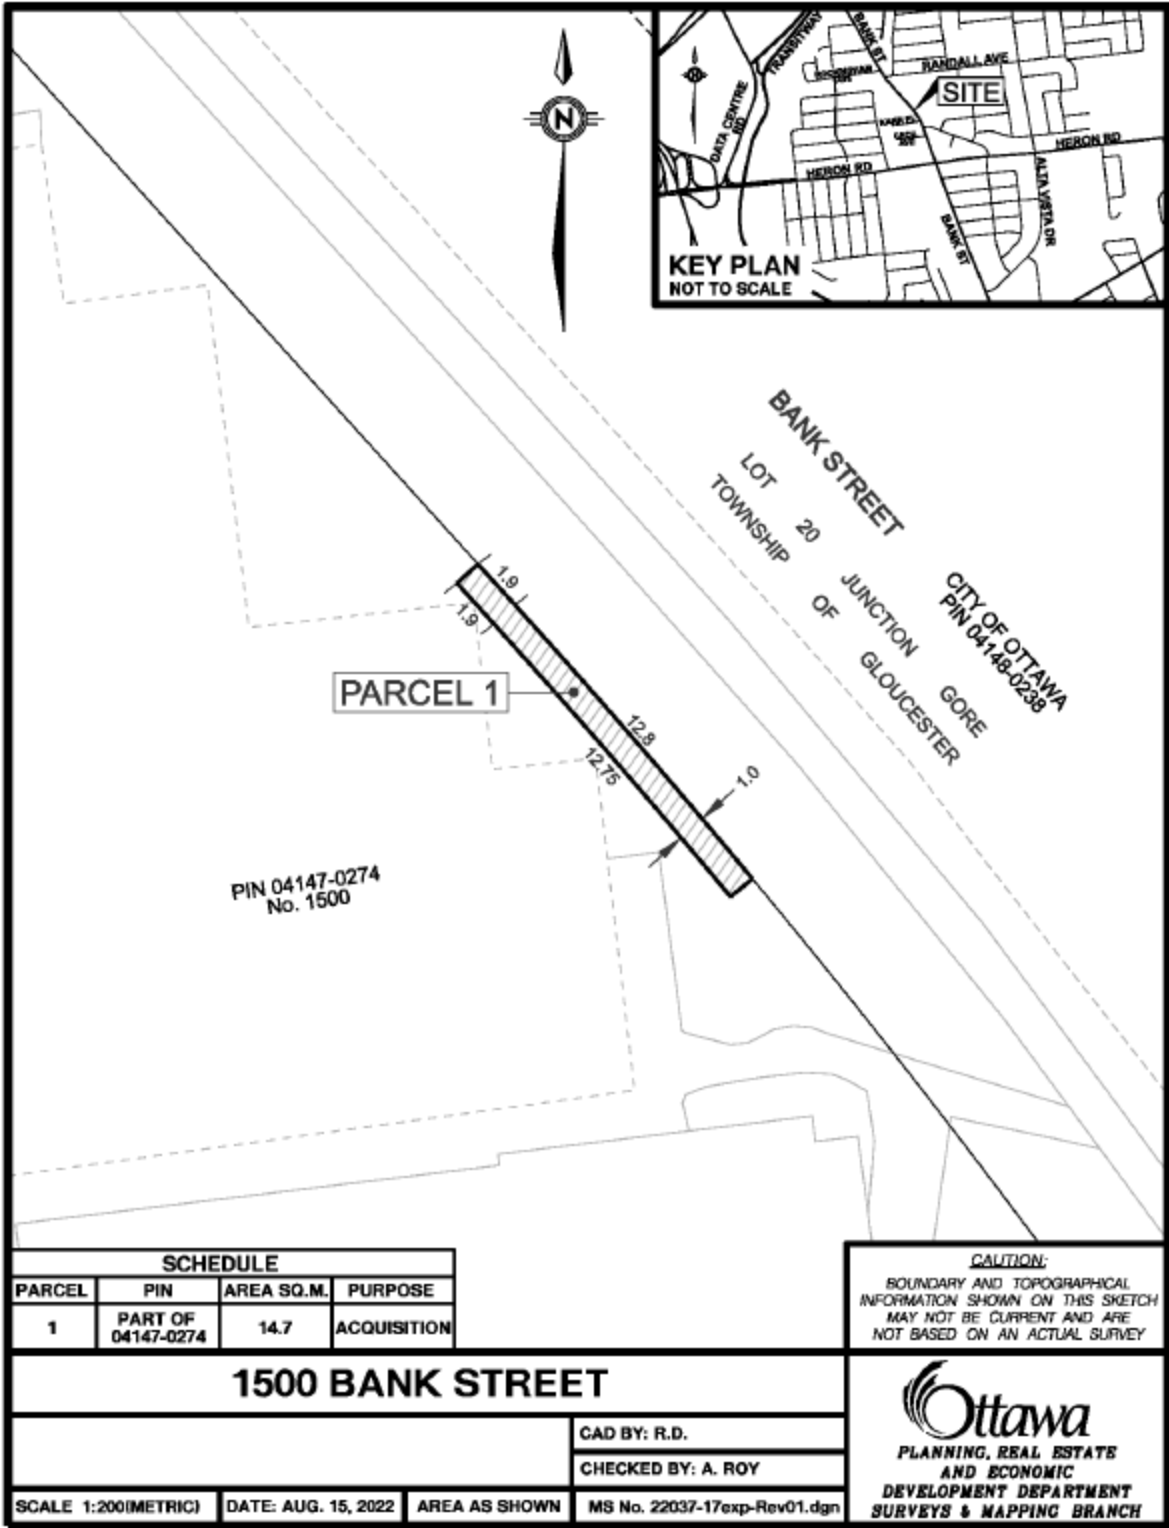 N
BANK ST
TRANSITWAY
RANDALL AVE
SITE
DATA CENTRE
RD
HERON RD
HERON RD
ALTA VISTA DR
BANK ST
KEY PLAN
NOT TO SCALE
BANK STREET
LOT 20 JUNCTION GORE
TOWNSHIP OF GLOUCESTER
CITY OF OTTAWA
PIN 04148-0238
1.9
1.9
PARCEL 1
12.8
12.75
1.0
PIN 04147-0274
No. 1500
SCHEDULE
PARCEL PIN AREA SQ.M. PURPOSE
1 PART OF 04147-0274 14.7 ACQUISITION
CAUTION:
BOUNDARY AND TOPOGRAPHICAL
INFORMATION SHOWN ON THIS SKETCH
MAY NOT BE CURRENT AND ARE
NOT BASED ON AN ACTUAL SURVEY
1500 BANK STREET
CAD BY: R.D.
CHECKED BY: A. ROY
SCALE 1:200(METRIC) DATE: AUG. 15, 2022 AREA AS SHOWN MS No. 22037-17exp-Rev01.dgn
Ottawa
PLANNING, REAL ESTATE
AND ECONOMIC
DEVELOPMENT DEPARTMENT
SURVEYS & MAPPING BRANCH